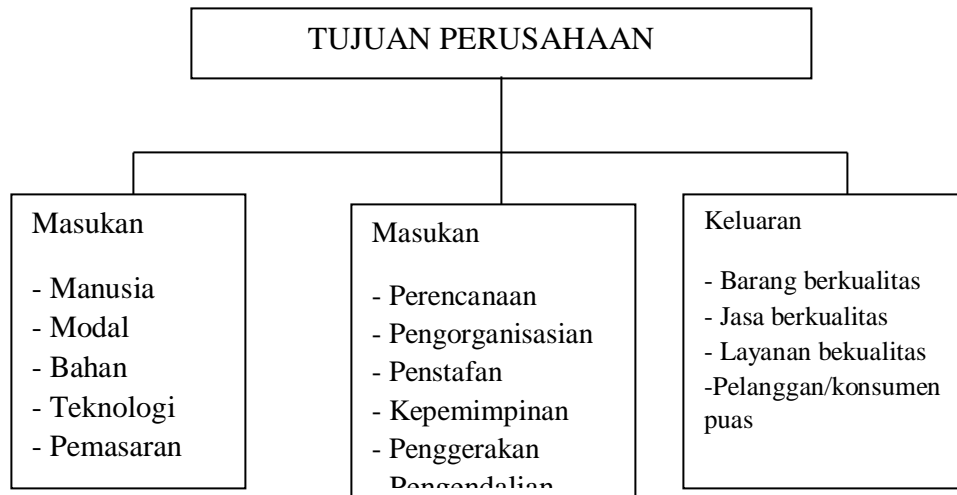 TUJUAN PERUSAHAAN
Masukan
- Manusia
- Modal
- Bahan
- Teknologi
- Pemasaran
Masukan
- Perencanaan
- Pengorganisasian
- Penstafan
- Kepemimpinan
- Penggerakan
- Pengendalian
Keluaran
- Barang berkualitas
- Jasa berkualitas
- Layanan bekualitas
-Pelanggan/konsumen
puas